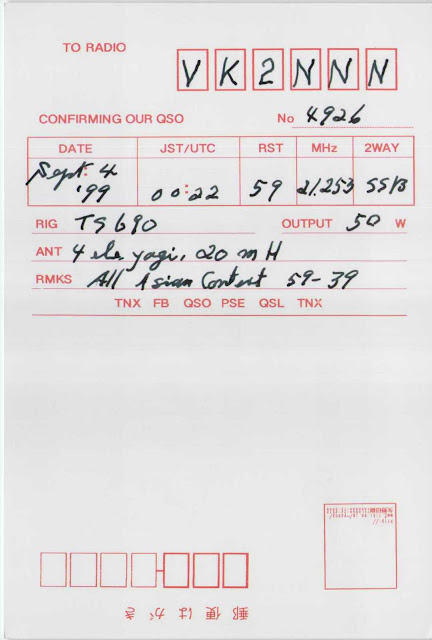 TO RADIO
VK2NNN
CONFIRMING OUR QSO No 4926
DATE JST/UTC RST MHz 2WAY
Sept. 4 '99 00:22 59 21.253 SSB
RIG TS690 OUTPUT 50 W
ANT 4 ele yagi, 020 mH
RMKS All Asian Contest 59-39
TNX FB QSO PSE QSL TNX
郵便はがき